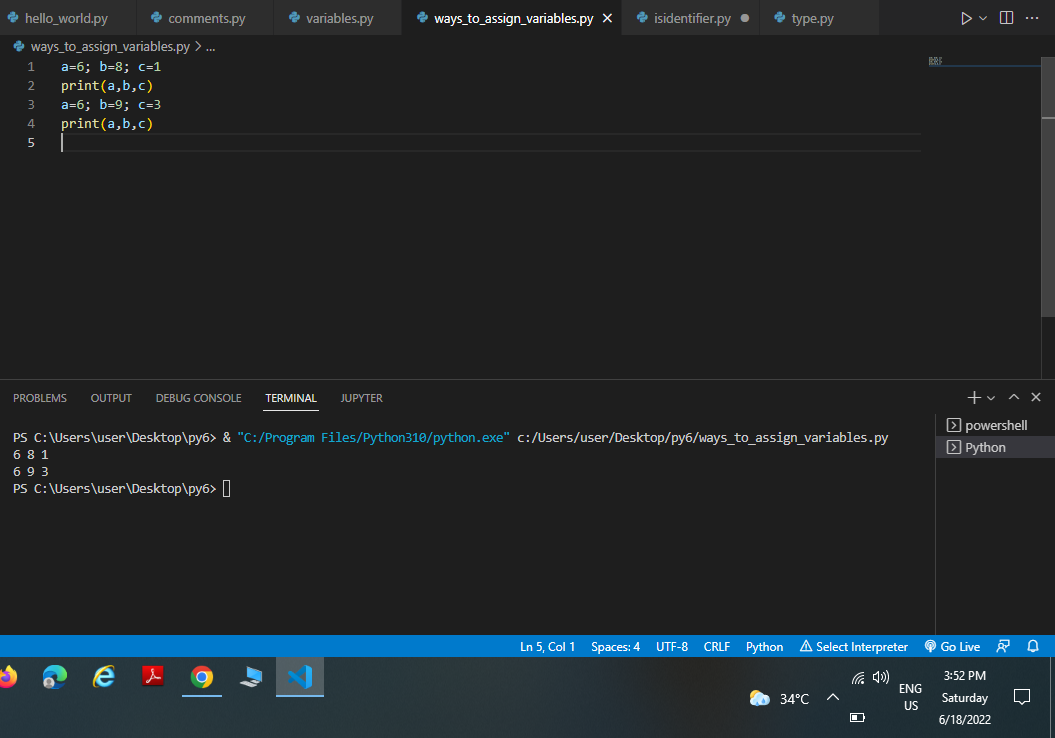 hello_world.py comments.py variables.py ways_to_assign_variables.py isidentifier.py type.py
ways_to_assign_variables.py > ...
1 a=6; b=8; c=1
2 print(a,b,c)
3 a=6; b=9; c=3
4 print(a,b,c)
5
PROBLEMS OUTPUT DEBUG CONSOLE TERMINAL JUPYTER
PS C:\Users\user\Desktop\py6> & "C:/Program Files/Python310/python.exe" c:/Users/user/Desktop/py6/ways_to_assign_variables.py
6 8 1
6 9 3
PS C:\Users\user\Desktop\py6>
powershell
Python
Ln 5, Col 1 Spaces: 4 UTF-8 CRLF Python Select Interpreter Go Live
34°C
ENG
US
3:52 PM
Saturday
6/18/2022